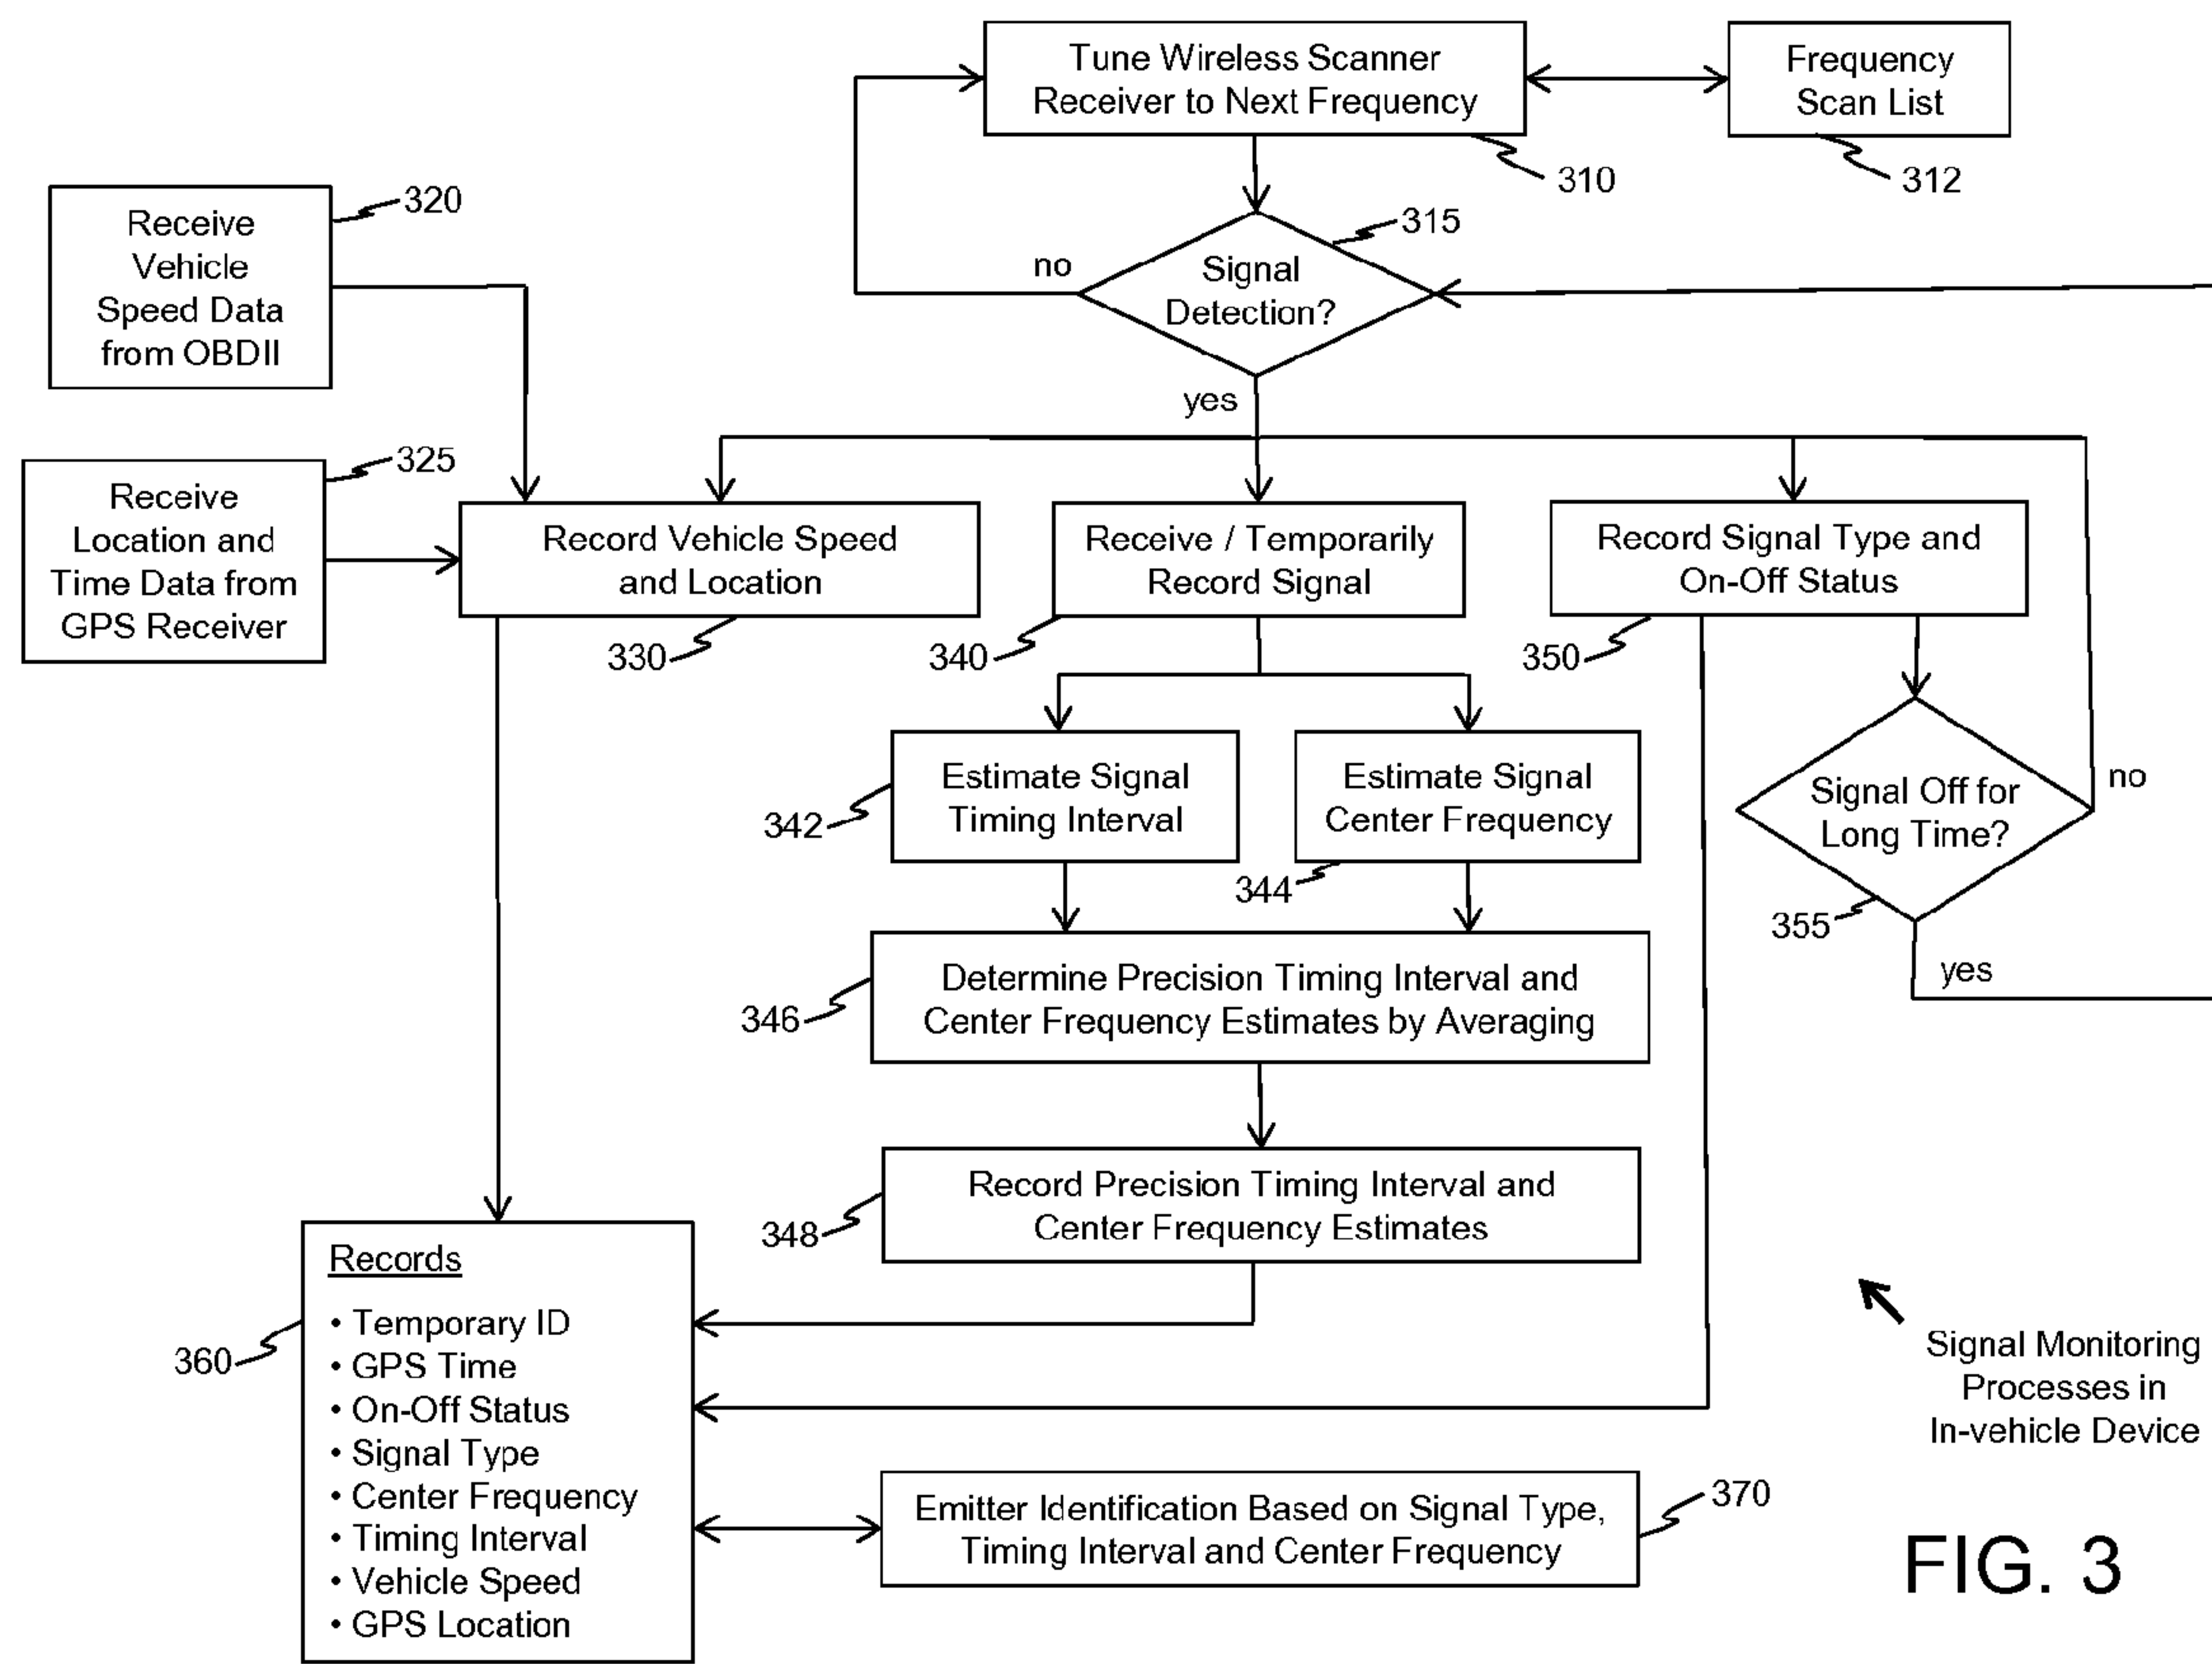 Tune Wireless Scanner
Receiver to Next Frequency
310
Frequency
Scan List
312
Receive
Vehicle
Speed Data
from OBDII
320
315
Signal
Detection?
no
yes
Receive
Location and
Time Data from
GPS Receiver
325
Record Vehicle Speed
and Location
330
Receive / Temporarily
Record Signal
340
Record Signal Type and
On-Off Status
350
Estimate Signal
Timing Interval
342
Estimate Signal
Center Frequency
344
Signal Off for
Long Time?
no
355
yes
Determine Precision Timing Interval and
Center Frequency Estimates by Averaging
346
Record Precision Timing Interval and
Center Frequency Estimates
348
Records
• Temporary ID
• GPS Time
• On-Off Status
• Signal Type
• Center Frequency
• Timing Interval
• Vehicle Speed
• GPS Location
360
Emitter Identification Based on Signal Type,
Timing Interval and Center Frequency
370
Signal Monitoring
Processes in
In-vehicle Device
FIG. 3